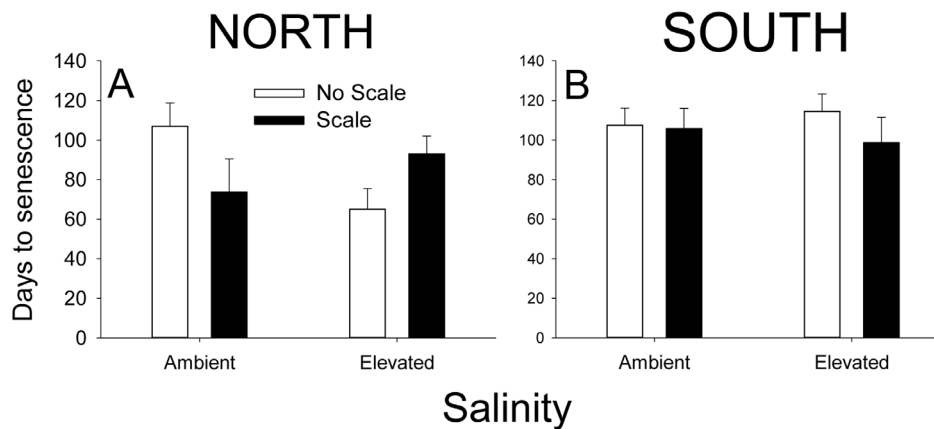 NORTH
SOUTH
A
No Scale
Scale
B
Days to senescence
140
120
100
80
60
40
20
0
140
120
100
80
60
40
20
0
Ambient
Elevated
Ambient
Elevated
Salinity